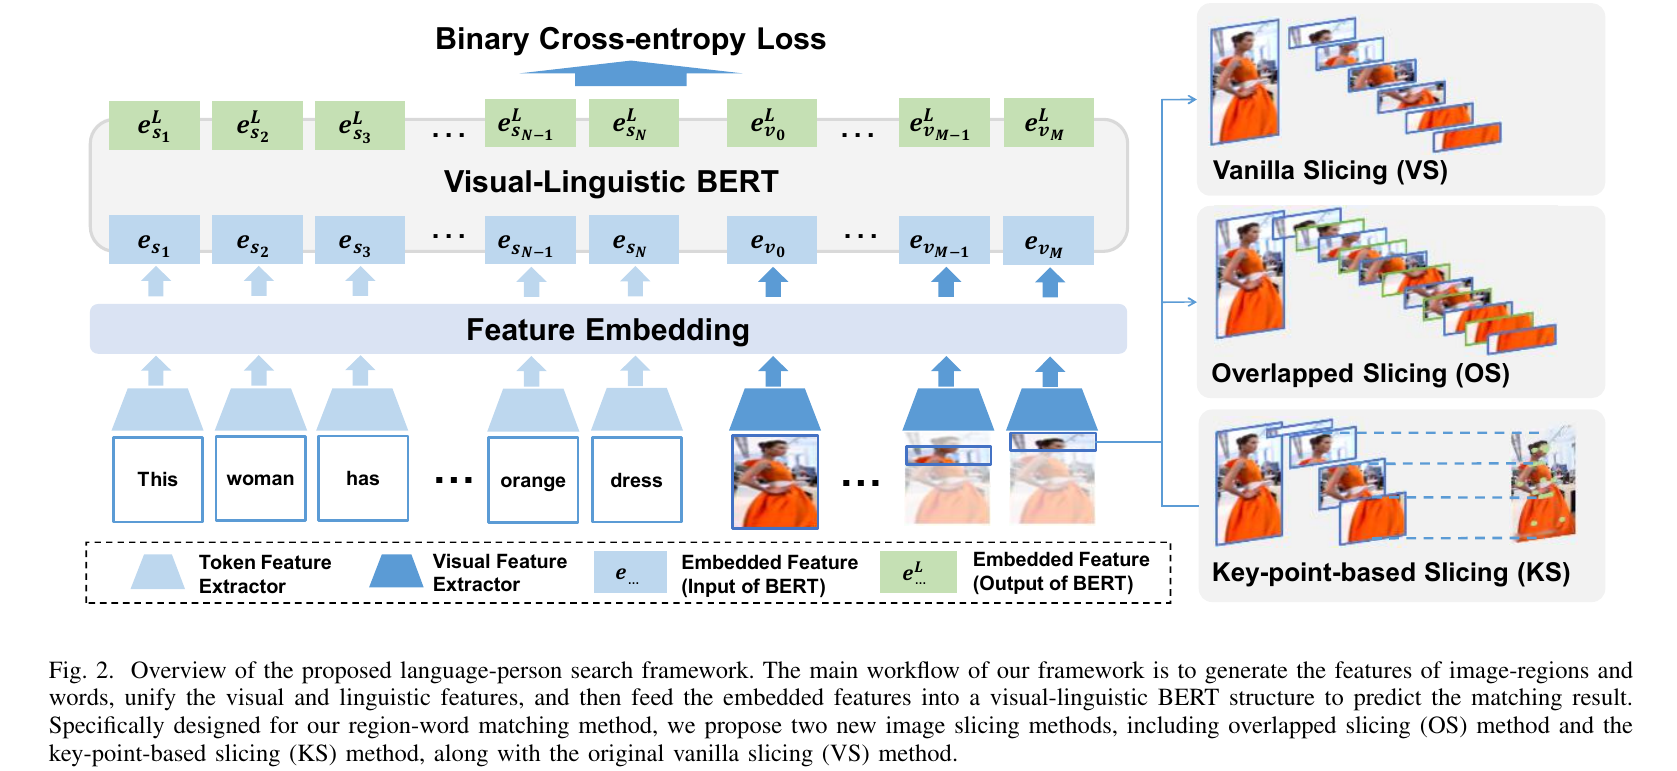 Binary Cross-entropy Loss
e^L_{s_1} e^L_{s_2} e^L_{s_3} ... e^L_{s_{N-1}} e^L_{s_N} e^L_{v_0} ... e^L_{v_{M-1}} e^L_{v_M}
Visual-Linguistic BERT
e_{s_1} e_{s_2} e_{s_3} ... e_{s_{N-1}} e_{s_N} e_{v_0} ... e_{v_{M-1}} e_{v_M}
Feature Embedding
This woman has ... orange dress ...
Token Feature
Extractor
Visual Feature
Extractor
e_{...}
Embedded Feature
(Input of BERT)
e^L_{...}
Embedded Feature
(Output of BERT)
Vanilla Slicing (VS)
Overlapped Slicing (OS)
Key-point-based Slicing (KS)
Fig. 2. Overview of the proposed language-person search framework. The main workflow of our framework is to generate the features of image-regions and
words, unify the visual and linguistic features, and then feed the embedded features into a visual-linguistic BERT structure to predict the matching result.
Specifically designed for our region-word matching method, we propose two new image slicing methods, including overlapped slicing (OS) method and the
key-point-based slicing (KS) method, along with the original vanilla slicing (VS) method.